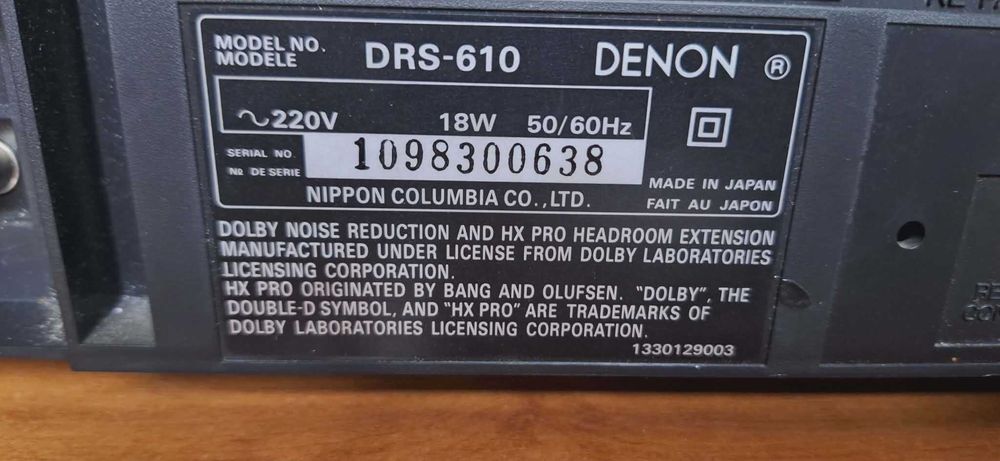 MODEL NO.
MODELE
DRS-610
DENON ®
~220V 18W 50/60Hz
SERIAL NO.
No DE SERIE
1098300638
NIPPON COLUMBIA CO.,LTD.
MADE IN JAPAN
FAIT AU JAPON
DOLBY NOISE REDUCTION AND HX PRO HEADROOM EXTENSION
MANUFACTURED UNDER LICENSE FROM DOLBY LABORATORIES
LICENSING CORPORATION.
HX PRO ORIGINATED BY BANG AND OLUFSEN. "DOLBY", THE
DOUBLE-D SYMBOL, AND "HX PRO" ARE TRADEMARKS OF
DOLBY LABORATORIES LICENSING CORPORATION.
1330129003